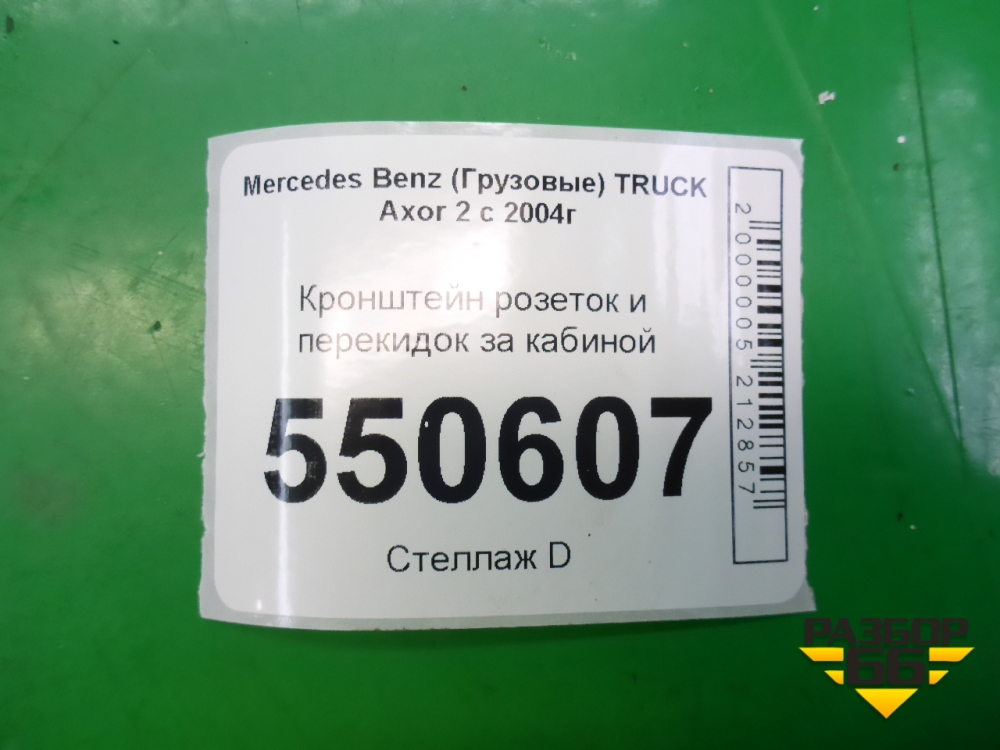 Mercedes Benz (Грузовые) TRUCK
Axor 2 с 2004г
Кронштейн розеток и
перекидок за кабиной
550607
Стеллаж D
2000005212857
РАЗБОР
66